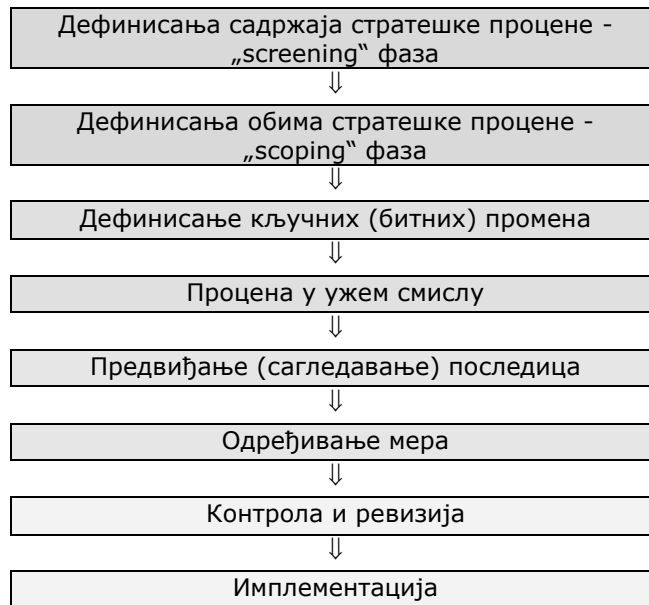 Дефинисања садржаја стратешке процене -
„screening“ фаза
⇓
Дефинисања обима стратешке процене -
„scoping“ фаза
⇓
Дефинисање кључних (битних) промена
⇓
Процена у ужем смислу
⇓
Предвиђање (сагледавање) последица
⇓
Одређивање мера
⇓
Контрола и ревизија
⇓
Имплементација